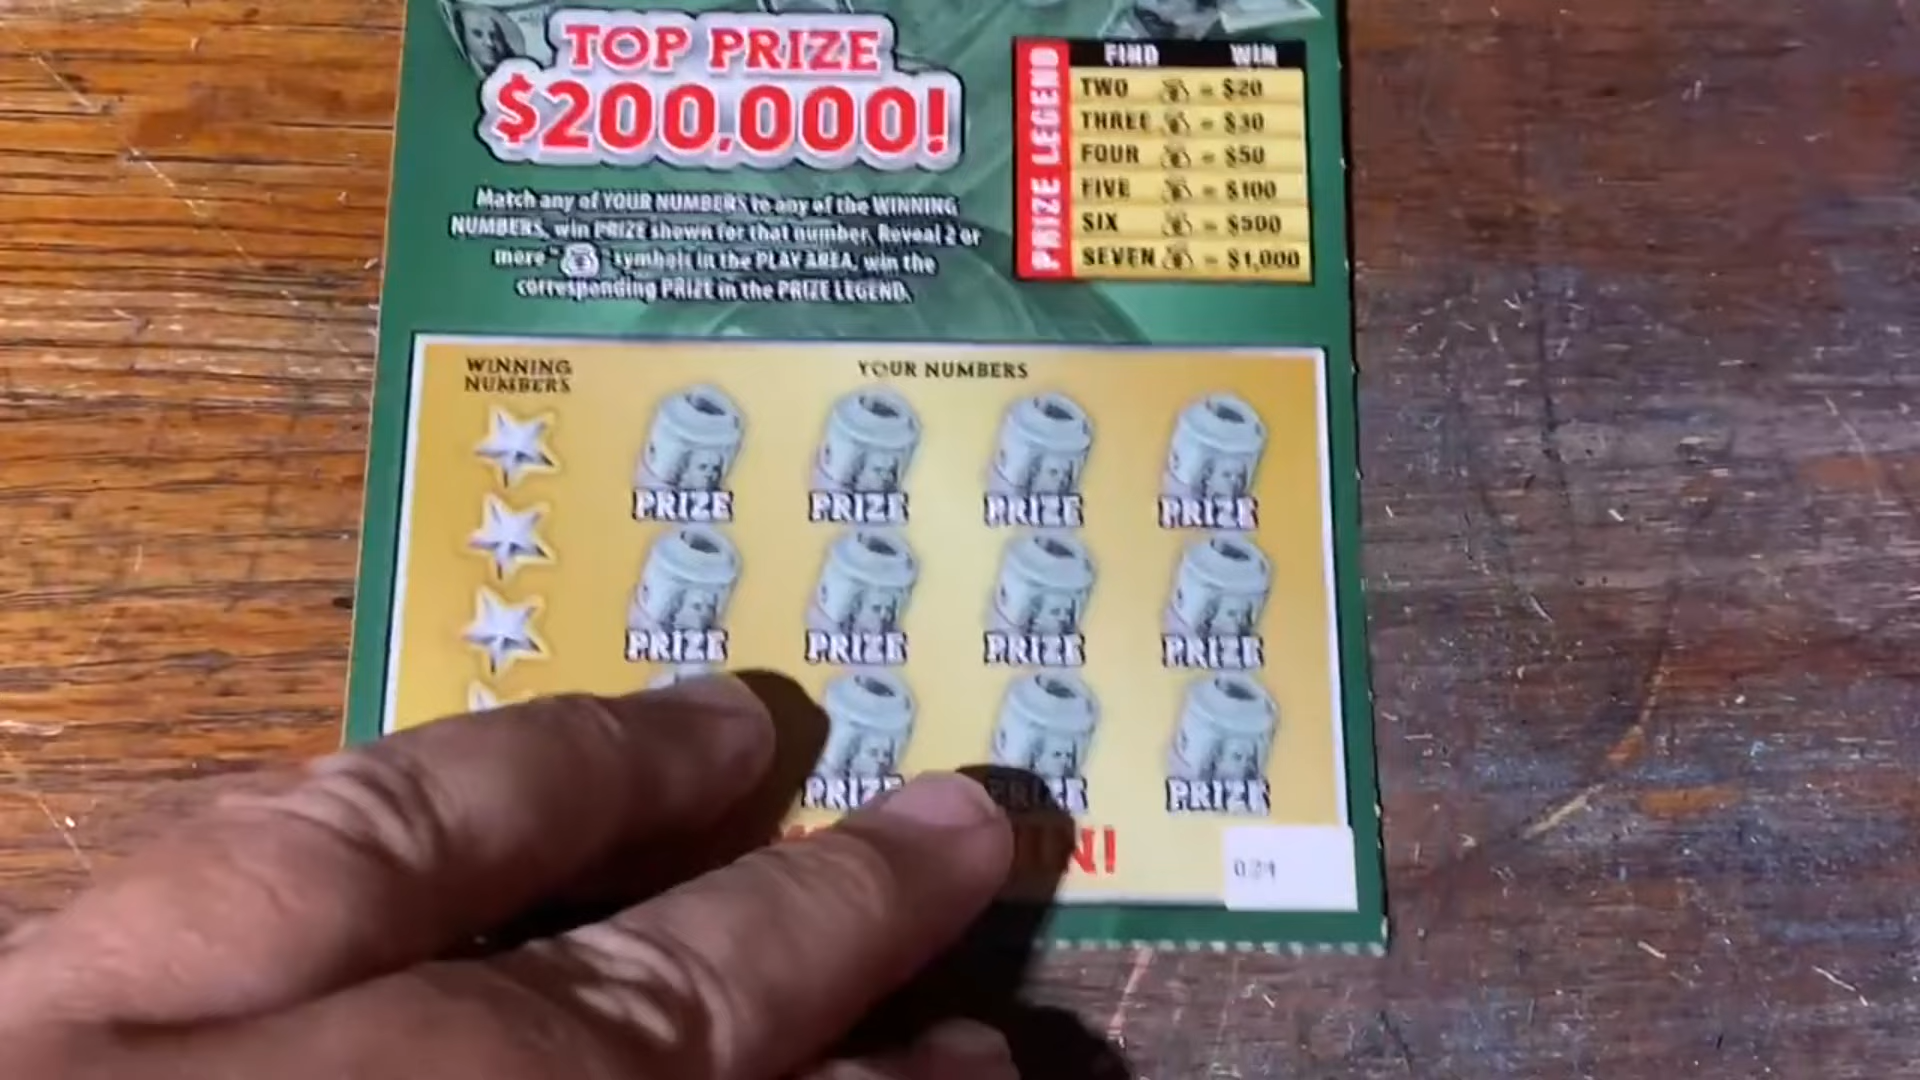 TOP PRIZE
$200,000!
Match any of YOUR NUMBERS to any of the WINNING
NUMBERS, win PRIZE shown for that number. Reveal 2 or
more " " symbols in the PLAY AREA, win the
corresponding PRIZE in the PRIZE LEGEND.
PRIZE LEGEND
FIND WIN
TWO = $20
THREE = $30
FOUR = $50
FIVE = $100
SIX = $500
SEVEN = $1,000
WINNING
NUMBERS
YOUR NUMBERS
PRIZE PRIZE PRIZE PRIZE
PRIZE PRIZE PRIZE PRIZE
PRIZE PRIZE PRIZE